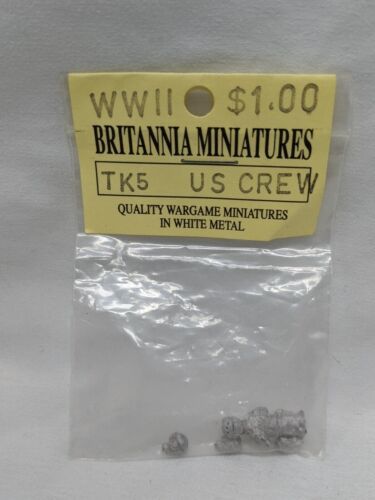 WWII $1.00
BRITANNIA MINIATURES
TK5 US CREW
QUALITY WARGAME MINIATURES
IN WHITE METAL